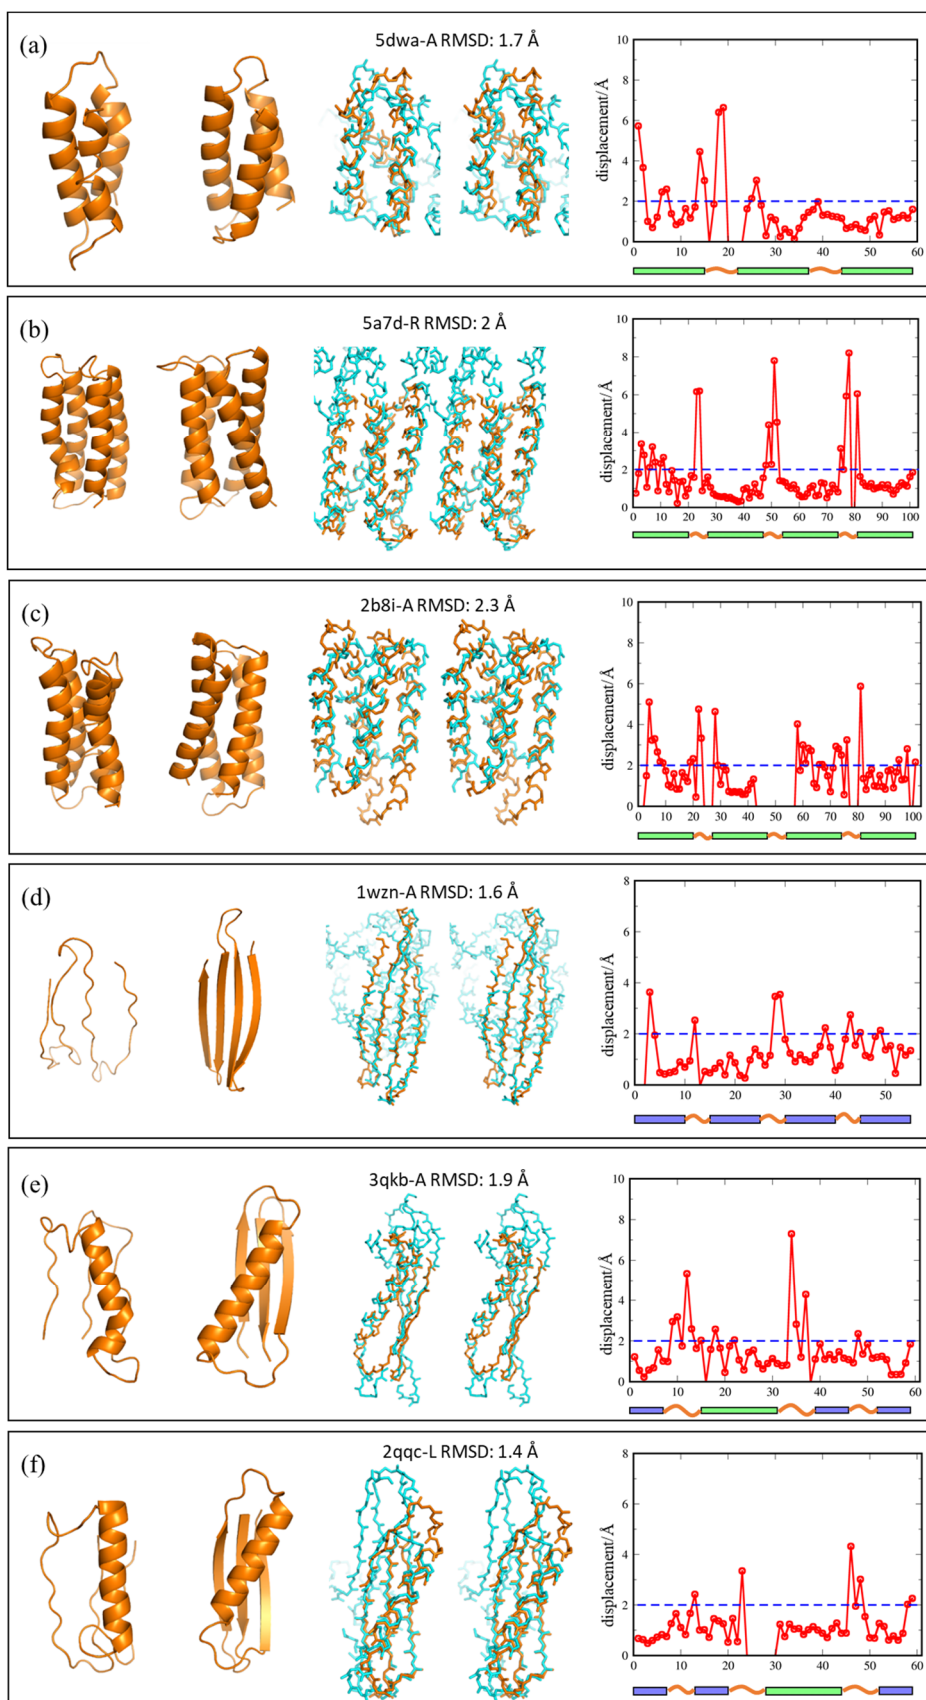 (a)
5dwa-A RMSD: 1.7 Å
displacement/Å
10
8
6
4
2
0
0 10 20 30 40 50 60
(b)
5a7d-R RMSD: 2 Å
displacement/Å
10
8
6
4
2
0
0 10 20 30 40 50 60 70 80 90 100
(c)
2b8i-A RMSD: 2.3 Å
displacement/Å
10
8
6
4
2
0
0 10 20 30 40 50 60 70 80 90 100
(d)
1wzn-A RMSD: 1.6 Å
displacement/Å
8
6
4
2
0
0 10 20 30 40 50
(e)
3qkb-A RMSD: 1.9 Å
displacement/Å
10
8
6
4
2
0
0 10 20 30 40 50 60
(f)
2qqc-L RMSD: 1.4 Å
displacement/Å
8
6
4
2
0
0 10 20 30 40 50 60